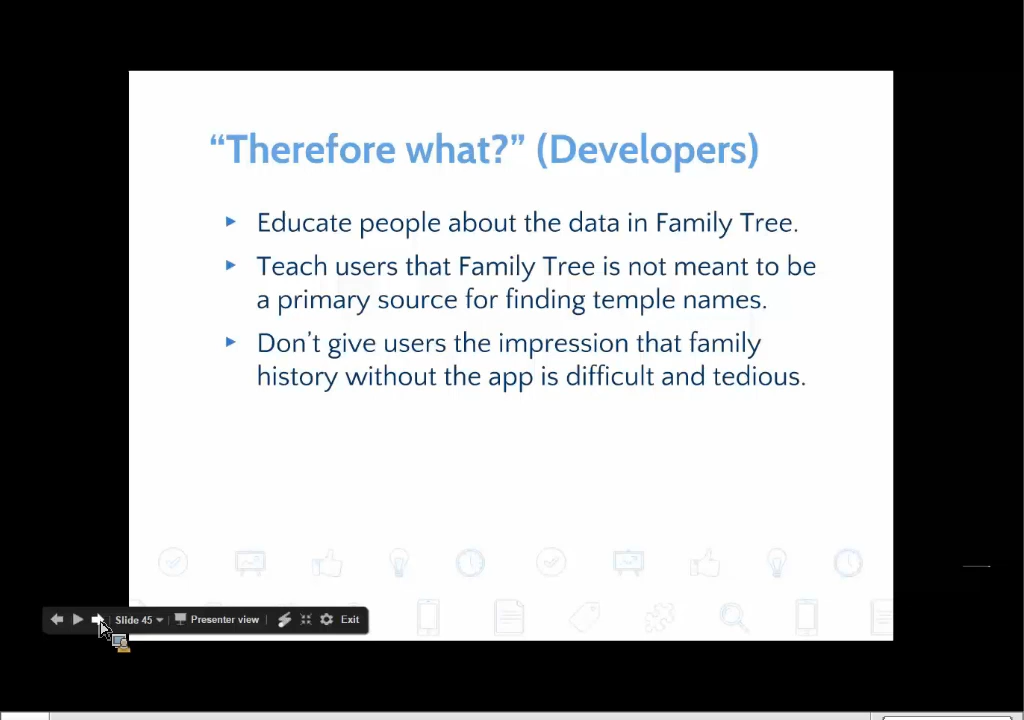 “Therefore what?” (Developers)
Educate people about the data in Family Tree.
Teach users that Family Tree is not meant to be
a primary source for finding temple names.
Don’t give users the impression that family
history without the app is difficult and tedious.
Slide 45 Presenter view Exit